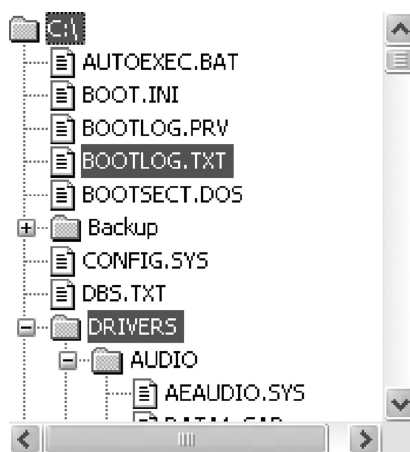 C:\
AUTOEXEC.BAT
BOOT.INI
BOOTLOG.PRV
BOOTLOG.TXT
BOOTSECT.DOS
Backup
CONFIG.SYS
DBS.TXT
DRIVERS
AUDIO
AEAUDIO.SYS